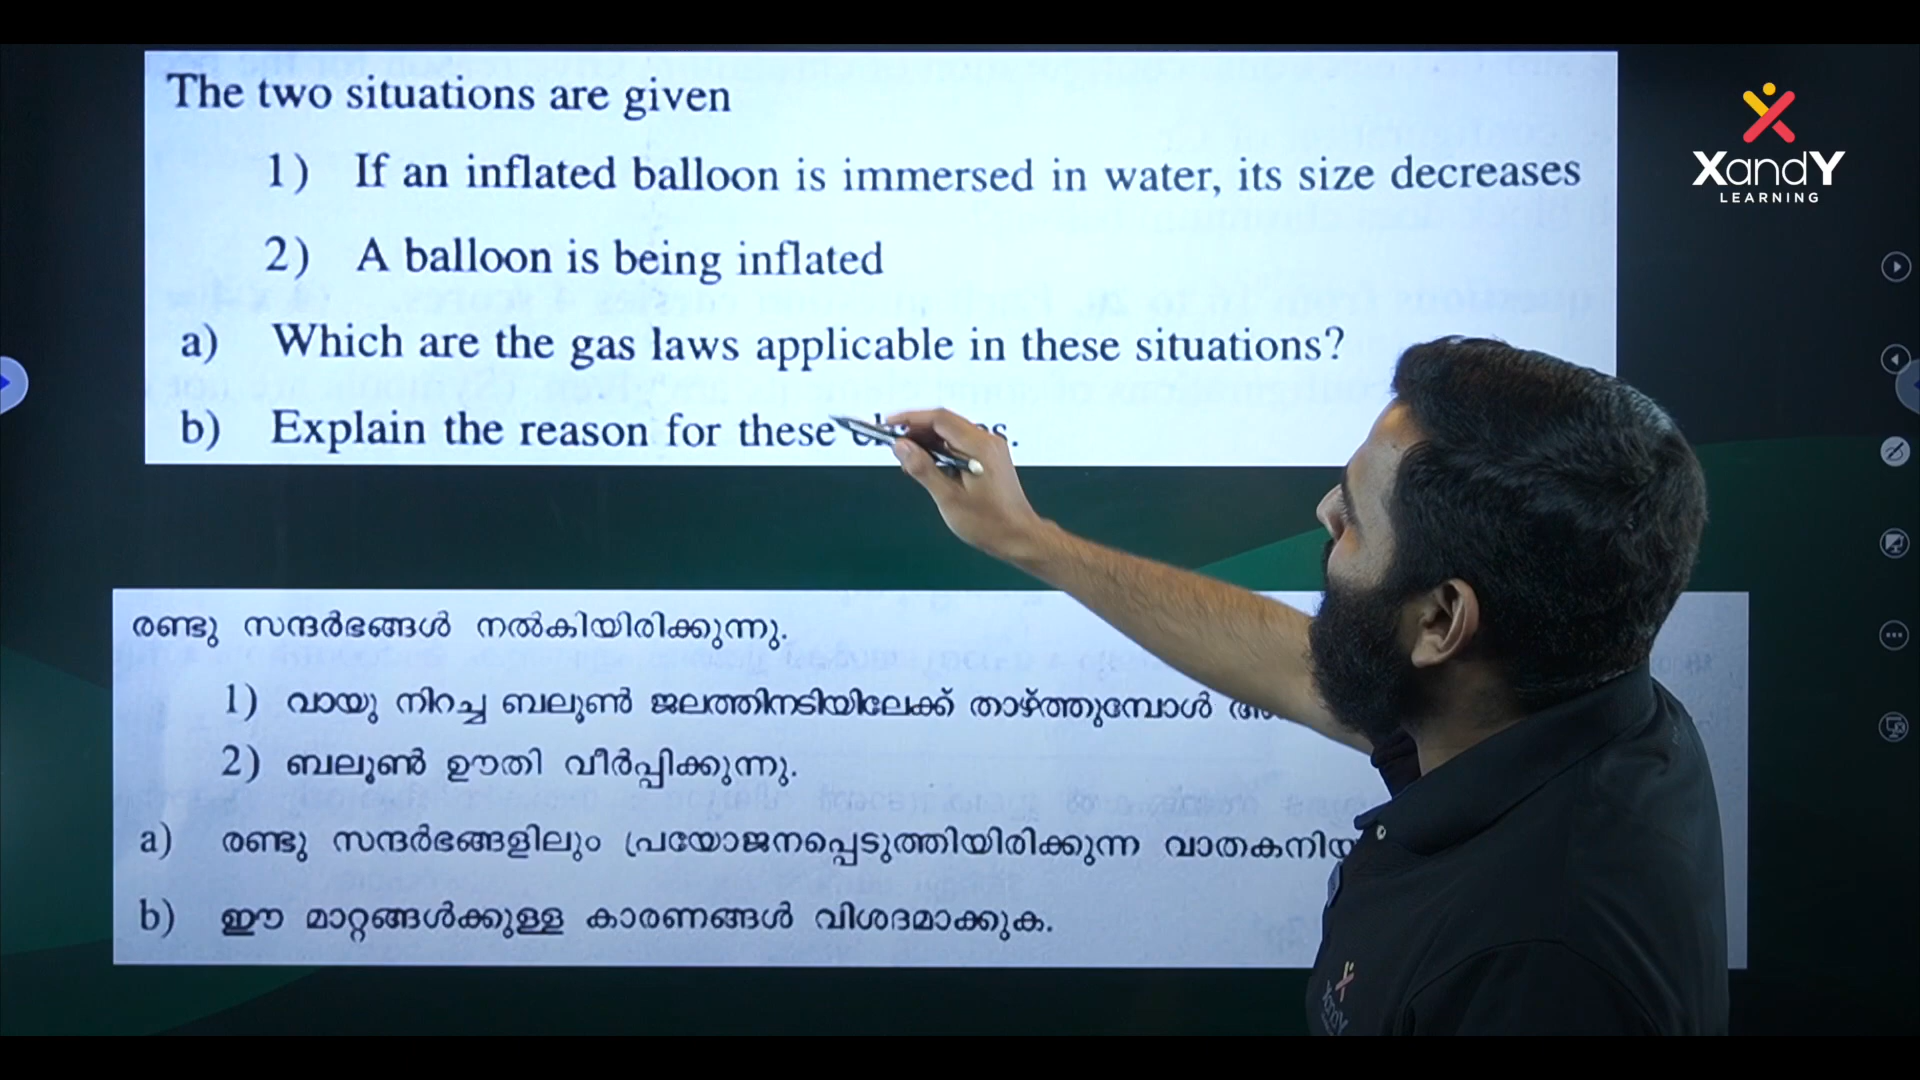 The two situations are given
XandY
LEARNING
1) If an inflated balloon is immersed in water, its size decreases
2) A balloon is being inflated
a) Which are the gas laws applicable in these situations?
b) Explain the reason for these
രണ്ടു സന്ദർഭങ്ങൾ നൽകിയിരിക്കുന്നു.
1) വായു നിറച്ച ബലൂൺ ജലത്തിനടിയിലേക്ക് താഴ്ത്തുമ്പോൾ
2) ബലൂൺ ഊതി വീർപ്പിക്കുന്നു.
a) രണ്ടു സന്ദർഭങ്ങളിലും പ്രയോജനപ്പെടുത്തിയിരിക്കുന്ന
b) ഈ മാറ്റങ്ങൾക്കുള്ള കാരണങ്ങൾ വിശദമാക്കുക.
XandY